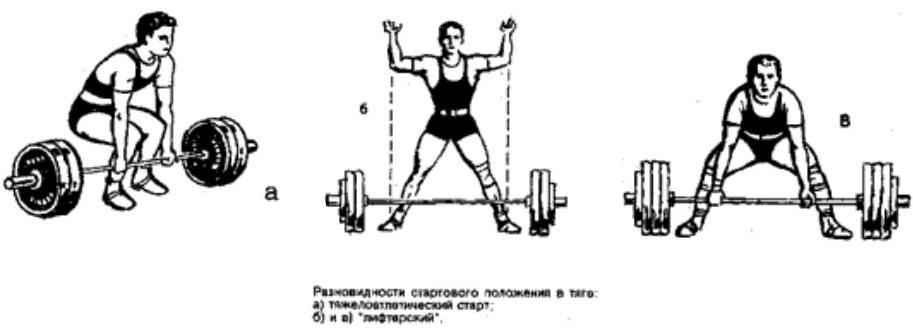 а
б
в
Разновидности стартового положения в тяге:
а) тяжелоатлетический старт;
б) и в) "лифтерский".